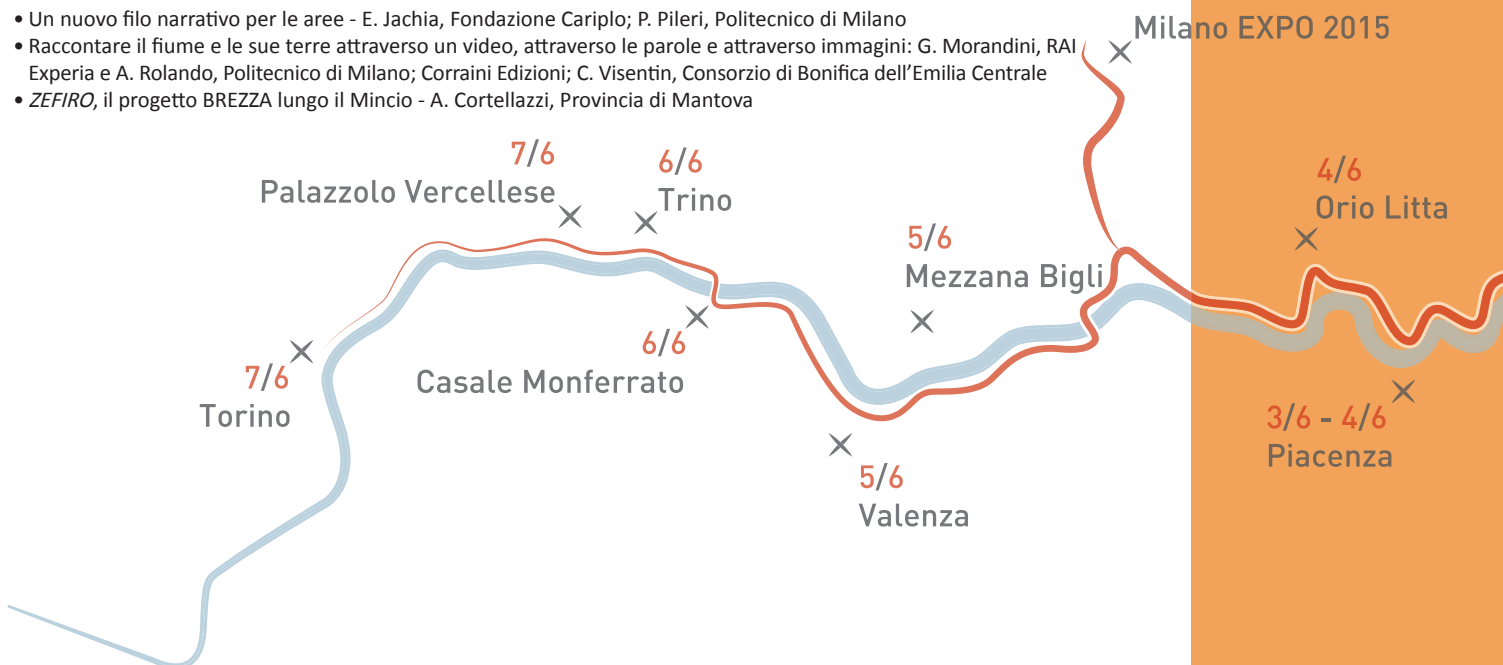 • Un nuovo filo narrativo per le aree - E. Jachia, Fondazione Cariplo; P. Pileri, Politecnico di Milano
• Raccontare il fiume e le sue terre attraverso un video, attraverso le parole e attraverso immagini: G. Morandini, RAI
Experia e A. Rolando, Politecnico di Milano; Corraini Edizioni; C. Visentin, Consorzio di Bonifica dell'Emilia Centrale
• ZEFIRO, il progetto BREZZA lungo il Mincio - A. Cortellazzi, Provincia di Mantova
Milano EXPO 2015
7/6
Palazzolo Vercellese
6/6
Trino
4/6
Orio Litta
5/6
Mezzana Bigli
6/6
Casale Monferrato
7/6
Torino
3/6 - 4/6
Piacenza
5/6
Valenza